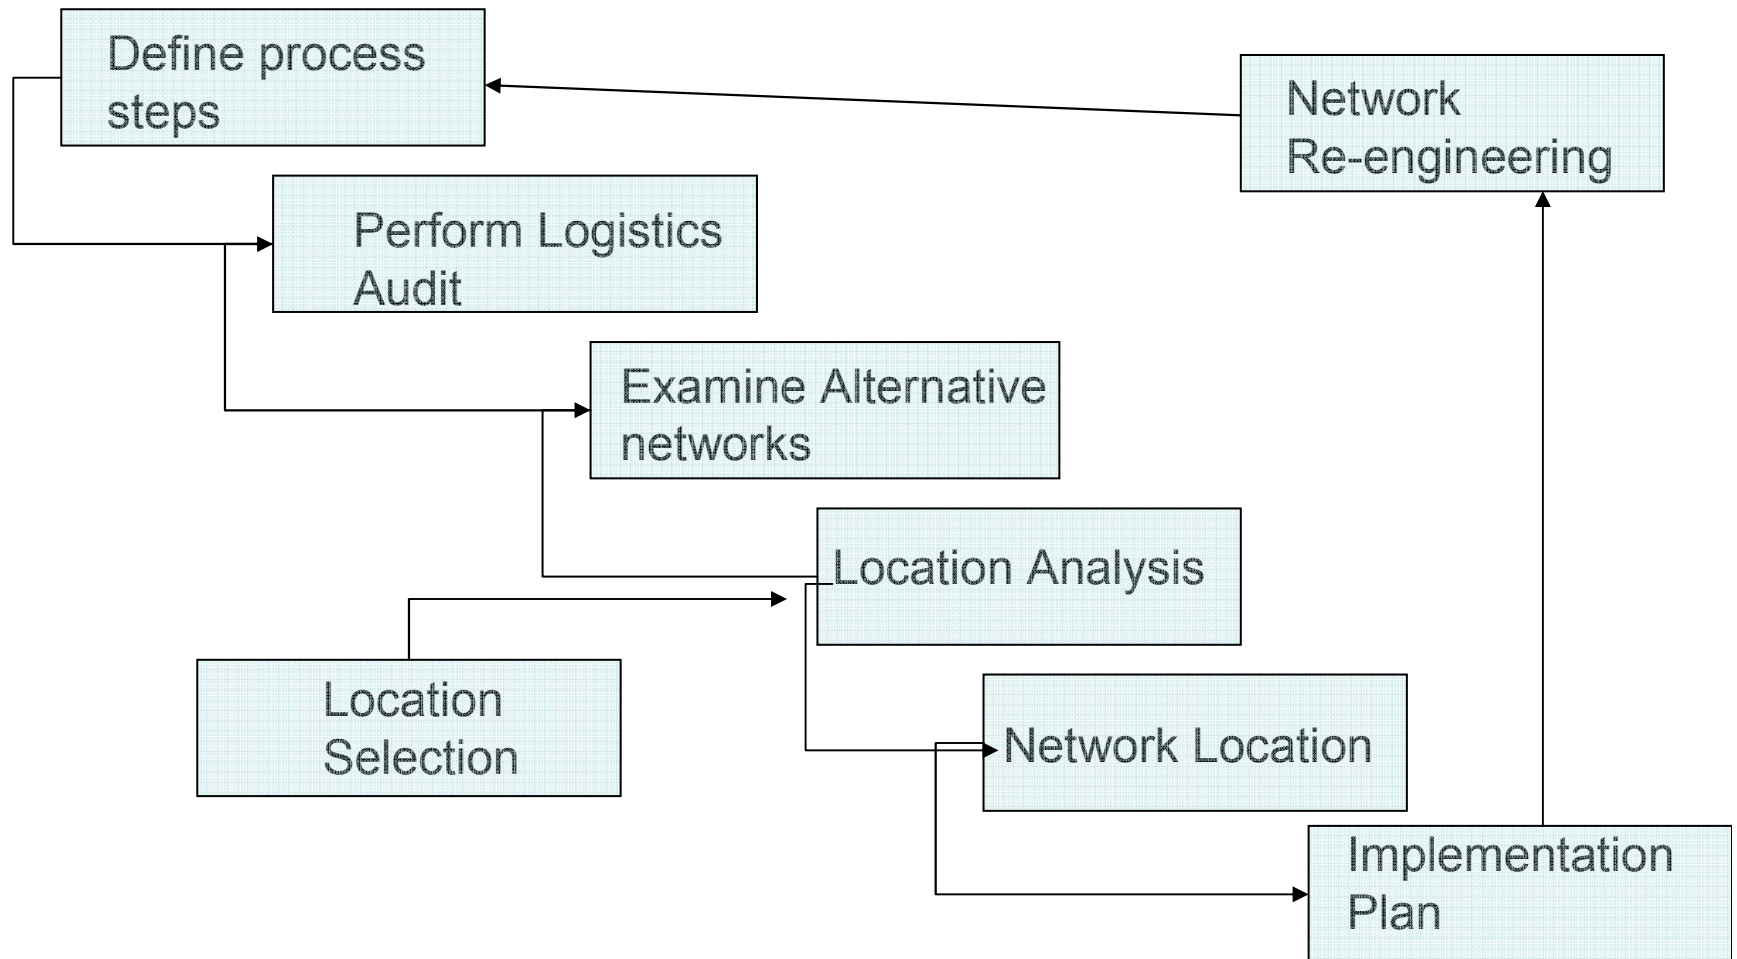 Define process
steps
Network
Re-engineering
Perform Logistics
Audit
Examine Alternative
networks
Location Analysis
Location
Selection
Network Location
Implementation
Plan